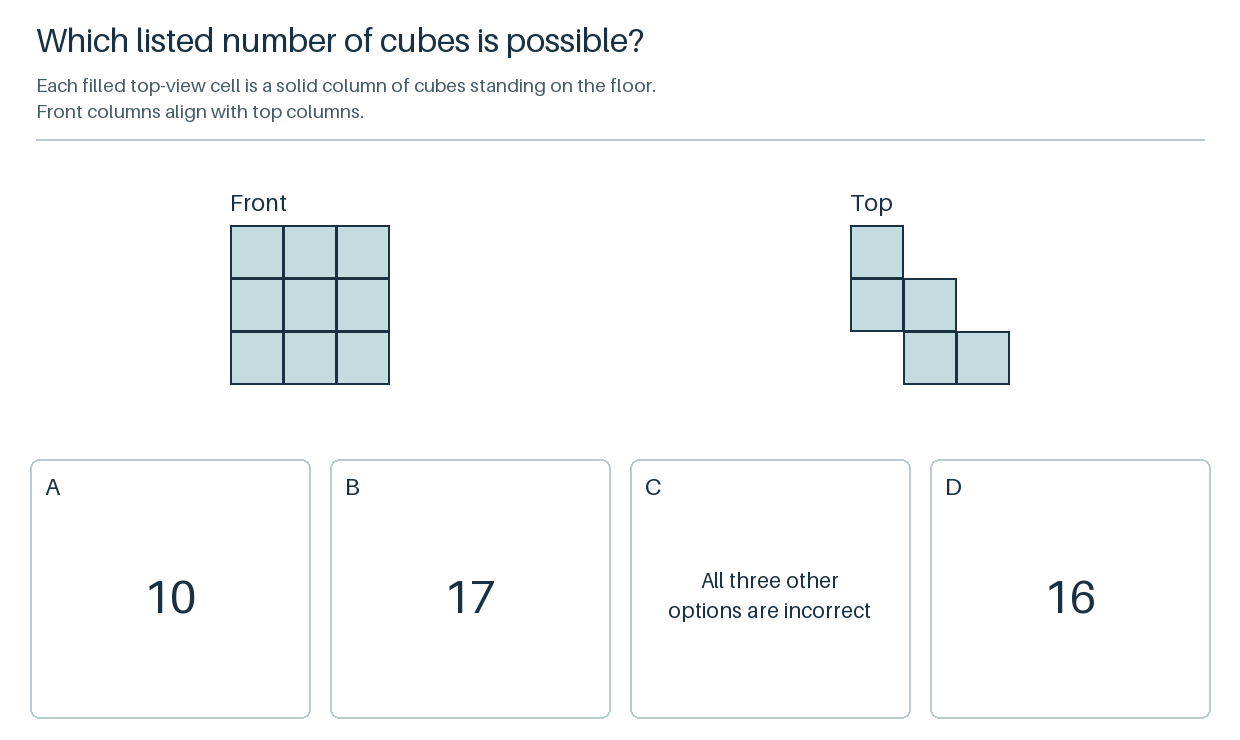 Which listed number of cubes is possible?
Each filled top-view cell is a solid column of cubes standing on the floor.
Front columns align with top columns.
Front
Top
A
10
B
17
C
All three other
options are incorrect
D
16